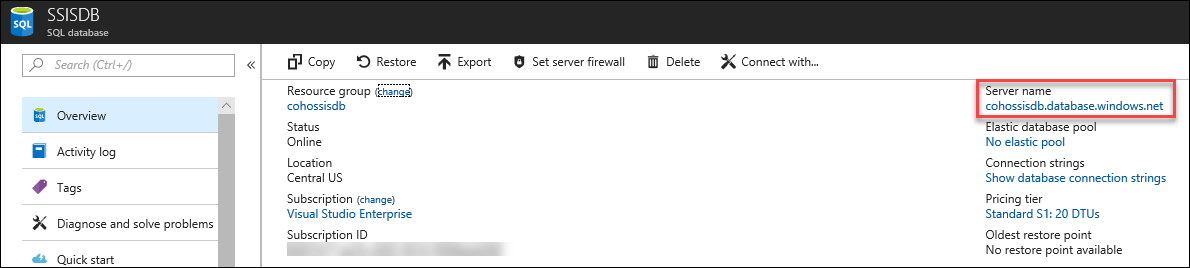 SSISDB
SQL
SQL database
Search (Ctrl+/)
«
Copy
Restore
Export
Set server firewall
Delete
Connect with...
Overview
Activity log
Tags
Diagnose and solve problems
Quick start
Resource group (change)
cohossisdb
Status
Online
Location
Central US
Subscription (change)
Visual Studio Enterprise
Subscription ID
Server name
cohossisdb.database.windows.net
Elastic database pool
No elastic pool
Connection strings
Show database connection strings
Pricing tier
Standard S1: 20 DTUs
Oldest restore point
No restore point available